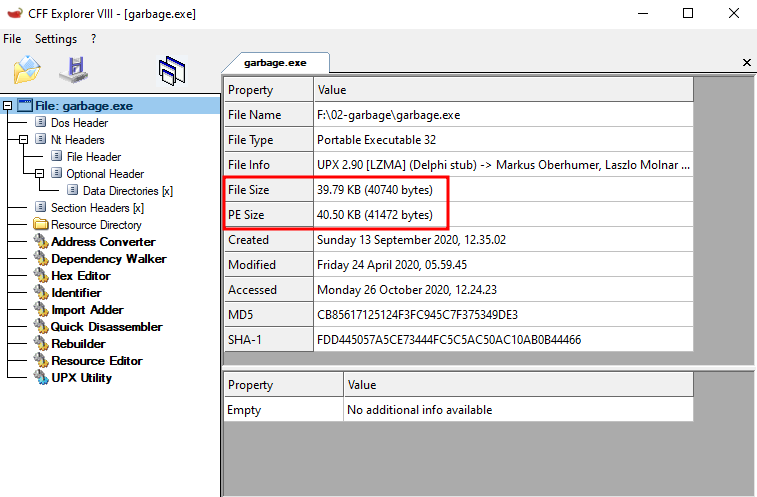 CFF Explorer VIII - [garbage.exe]
File Settings ?
garbage.exe
File: garbage.exe
Dos Header
Nt Headers
File Header
Optional Header
Data Directories [x]
Section Headers [x]
Resource Directory
Address Converter
Dependency Walker
Hex Editor
Identifier
Import Adder
Quick Disassembler
Rebuilder
Resource Editor
UPX Utility
Property Value
File Name F:\02-garbage\garbage.exe
File Type Portable Executable 32
File Info UPX 2.90 [LZMA] (Delphi stub) -> Markus Oberhumer, Laszlo Molnar ...
File Size 39.79 KB (40740 bytes)
PE Size 40.50 KB (41472 bytes)
Created Sunday 13 September 2020, 12.35.02
Modified Friday 24 April 2020, 05.59.45
Accessed Monday 26 October 2020, 12.24.23
MD5 CB85617125124F3FC945C7F375349DE3
SHA-1 FDD445057A5CE73444FC5C5AC50AC10AB0B44466
Property Value
Empty No additional info available